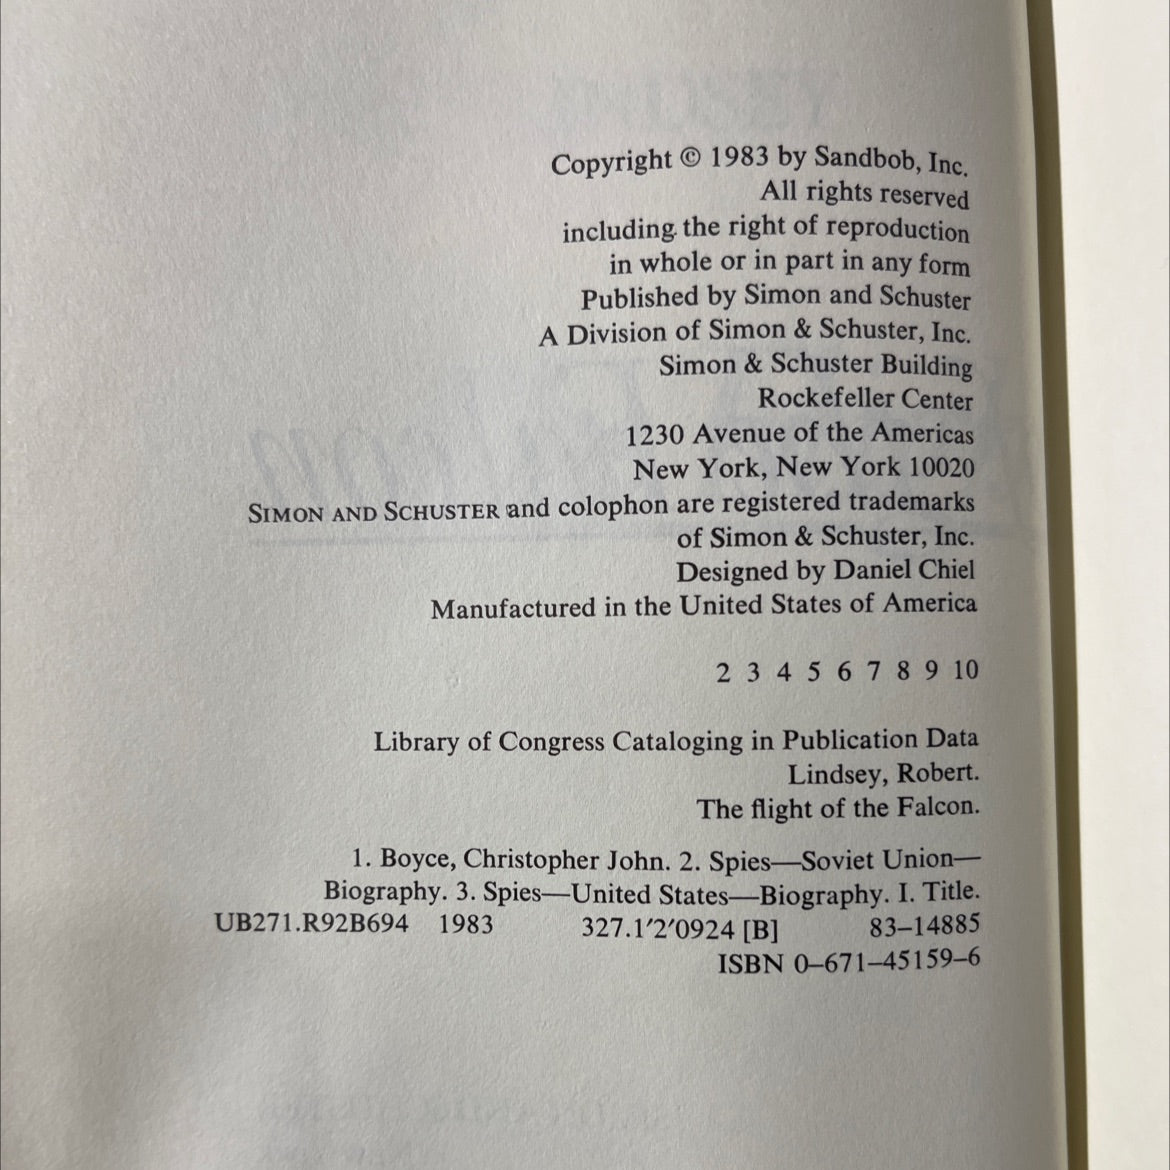 Copyright © 1983 by Sandbob, Inc.
All rights reserved
including the right of reproduction
in whole or in part in any form
Published by Simon and Schuster
A Division of Simon & Schuster, Inc.
Simon & Schuster Building
Rockefeller Center
1230 Avenue of the Americas
New York, New York 10020
SIMON AND SCHUSTER and colophon are registered trademarks
of Simon & Schuster, Inc.
Designed by Daniel Chiel
Manufactured in the United States of America
2 3 4 5 6 7 8 9 10
Library of Congress Cataloging in Publication Data
Lindsey, Robert.
The flight of the Falcon.
1. Boyce, Christopher John. 2. Spies—Soviet Union—
Biography. 3. Spies—United States—Biography. I. Title.
UB271.R92B694 1983 327.1′2′0924 [B] 83–14885
ISBN 0–671–45159–6